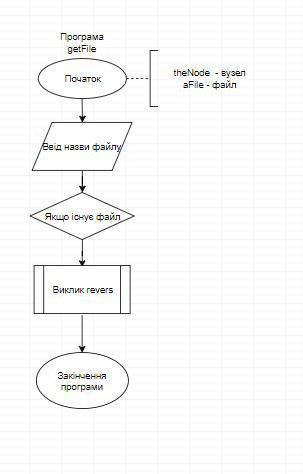 Програма
getFile
Початок
theNode - вузел
aFile - файл
Ввід назви файлу
Якщо існує файл
Виклик revers
Закінчення
програми